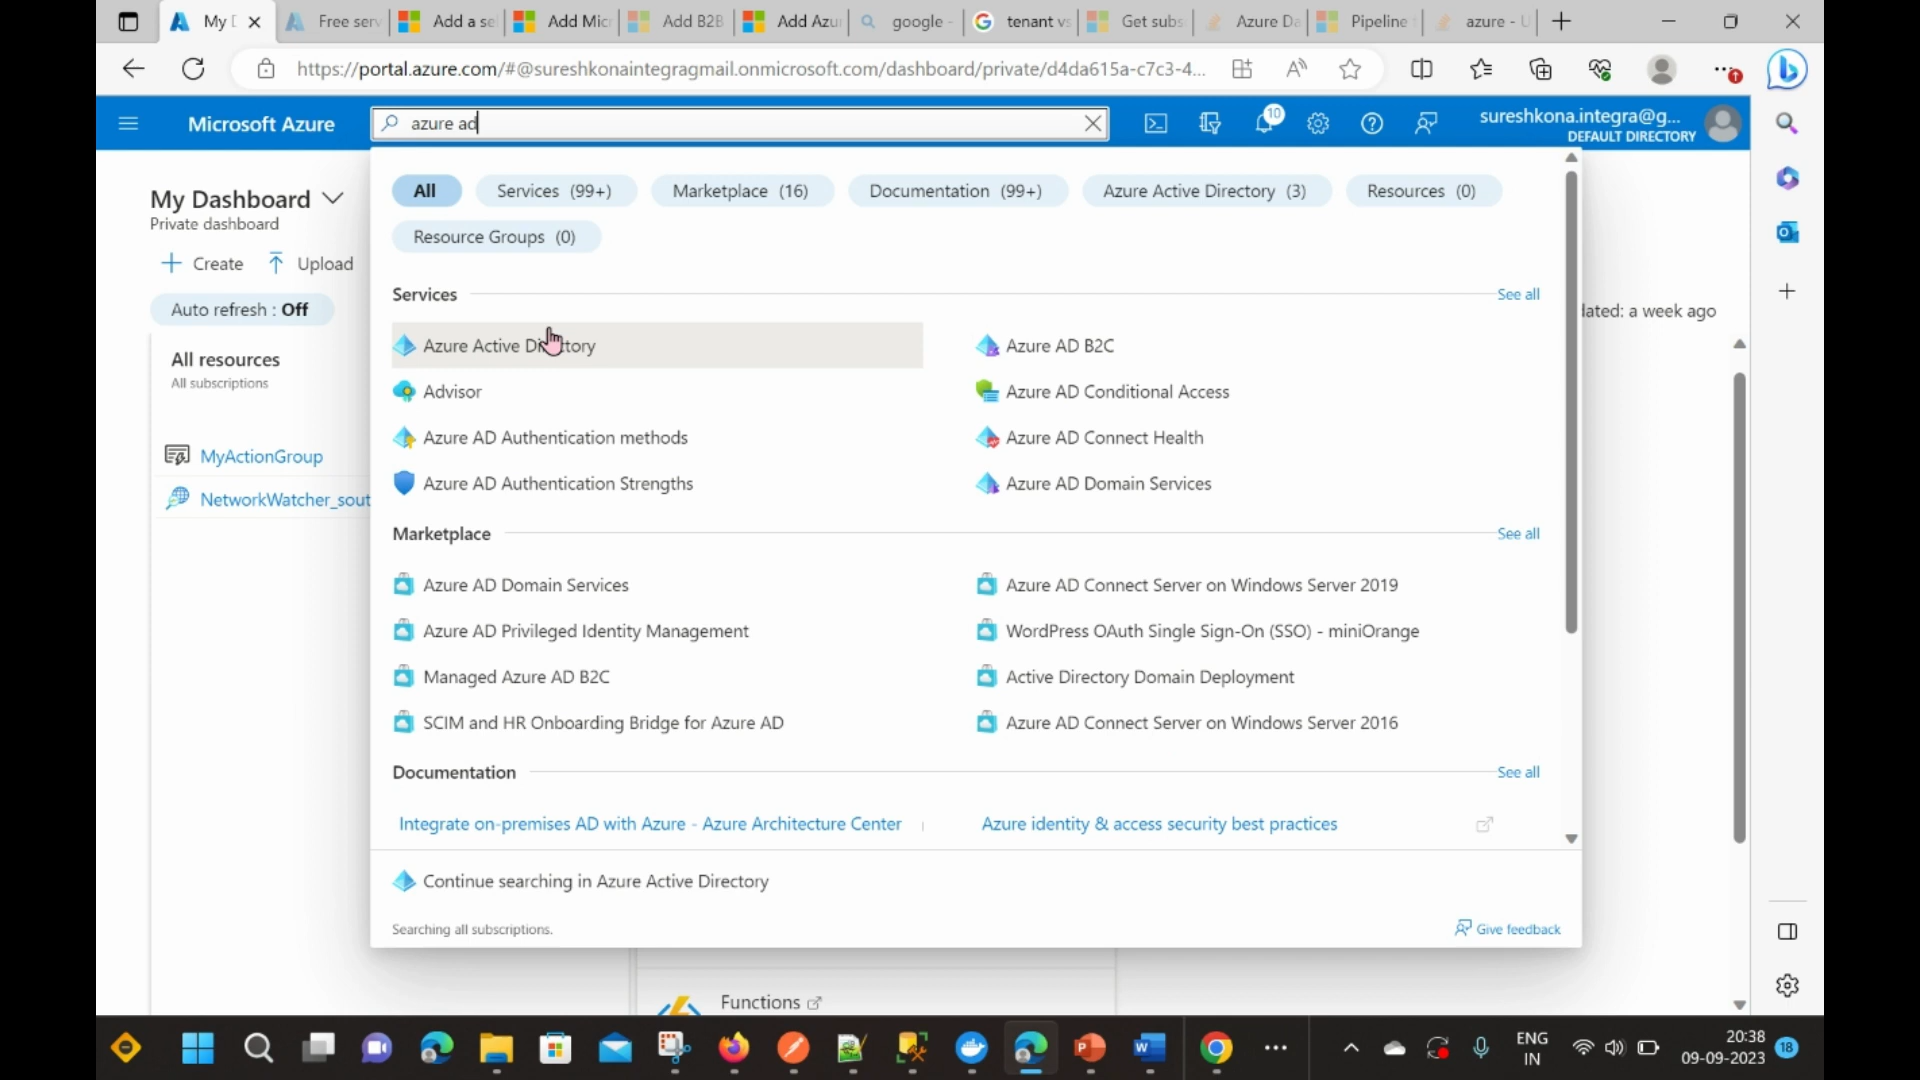 My D
Free serv
Add a se
Add Micr
Add B2B
Add Azur
google -
tenant vs
Get subs
Azure Da
Pipeline
azure - U
https://portal.azure.com/#@sureshkonaintegragmail.onmicrosoft.com/dashboard/private/d4da615a-c7c3-4...
Microsoft Azure
azure ad
10
sureshkona.integra@g...
DEFAULT DIRECTORY
My Dashboard
Private dashboard
Create
Upload
Auto refresh : Off
dated: a week ago
All resources
All subscriptions
MyActionGroup
NetworkWatcher_sout
All
Services (99+)
Marketplace (16)
Documentation (99+)
Azure Active Directory (3)
Resources (0)
Resource Groups (0)
Services
See all
Azure Active Directory
Azure AD B2C
Advisor
Azure AD Conditional Access
Azure AD Authentication methods
Azure AD Connect Health
Azure AD Authentication Strengths
Azure AD Domain Services
Marketplace
See all
Azure AD Domain Services
Azure AD Connect Server on Windows Server 2019
Azure AD Privileged Identity Management
WordPress OAuth Single Sign-On (SSO) - miniOrange
Managed Azure AD B2C
Active Directory Domain Deployment
SCIM and HR Onboarding Bridge for Azure AD
Azure AD Connect Server on Windows Server 2016
Documentation
See all
Integrate on-premises AD with Azure - Azure Architecture Center
Azure identity & access security best practices
Continue searching in Azure Active Directory
Searching all subscriptions.
Give feedback
Functions
ENG
IN
20:38
09-09-2023
18